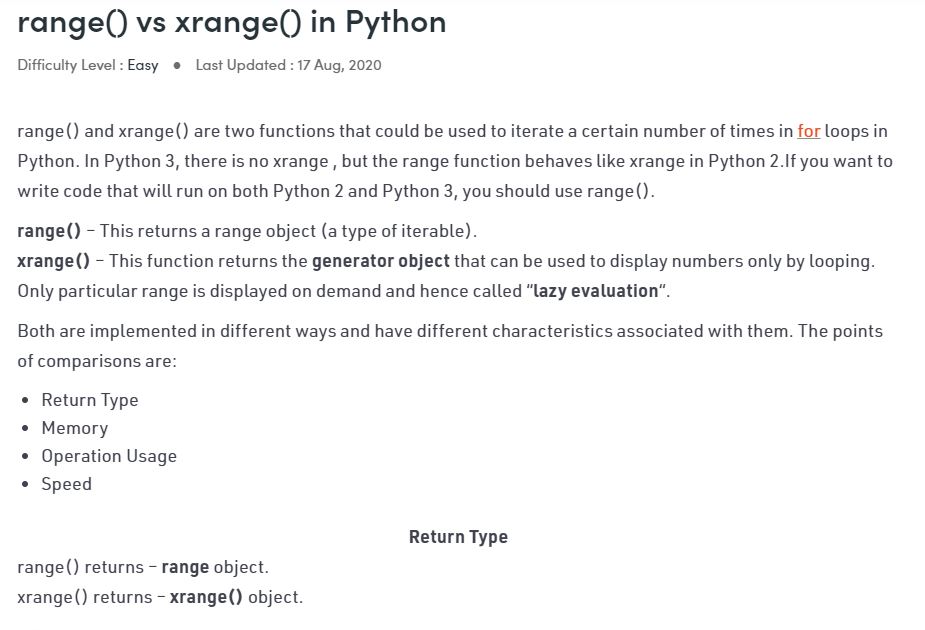 range() vs xrange() in Python
Difficulty Level : Easy ● Last Updated : 17 Aug, 2020
range() and xrange() are two functions that could be used to iterate a certain number of times in for loops in
Python. In Python 3, there is no xrange , but the range function behaves like xrange in Python 2.If you want to
write code that will run on both Python 2 and Python 3, you should use range().
range() – This returns a range object (a type of iterable).
xrange() – This function returns the generator object that can be used to display numbers only by looping.
Only particular range is displayed on demand and hence called “lazy evaluation“.
Both are implemented in different ways and have different characteristics associated with them. The points
of comparisons are:
• Return Type
• Memory
• Operation Usage
• Speed
Return Type
range() returns – range object.
xrange() returns – xrange() object.